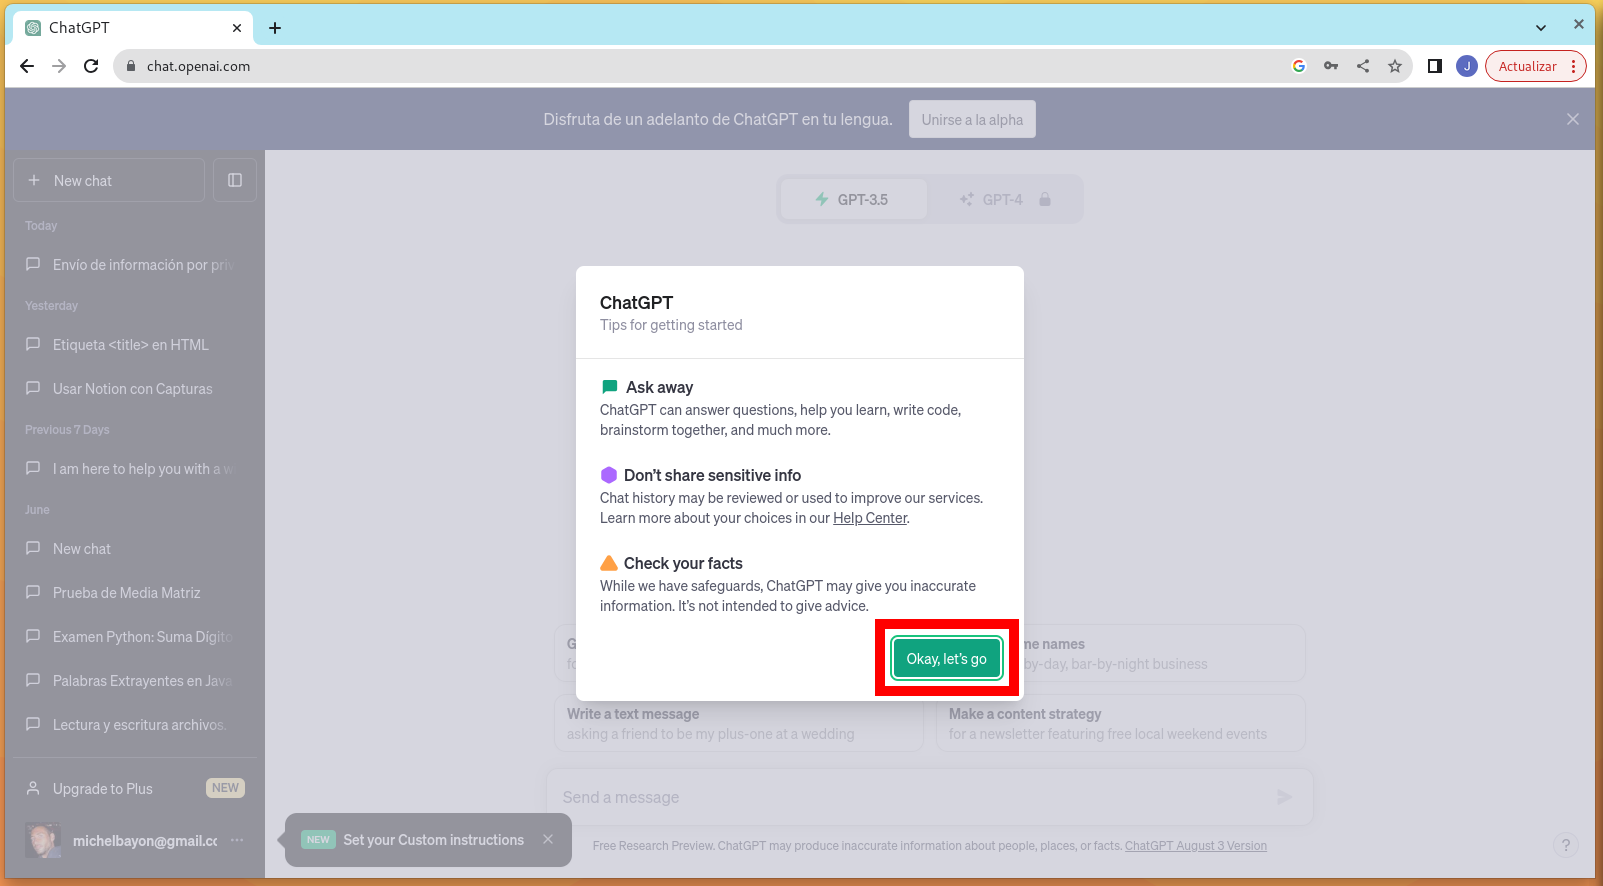 ChatGPT
chat.openai.com
J
Actualizar
Disfruta de un adelanto de ChatGPT en tu lengua.
Unirse a la alpha
New chat
Today
Envío de información por priv
Yesterday
Etiqueta <title> en HTML
Usar Notion con Capturas
Previous 7 Days
I am here to help you with a w
June
New chat
Prueba de Media Matriz
Examen Python: Suma Dígito
Palabras Extrayentes en Java
Lectura y escritura archivos.
Upgrade to Plus
NEW
michelbayon@gmail.cc
GPT-3.5
GPT-4
ChatGPT
Tips for getting started
Ask away
ChatGPT can answer questions, help you learn, write code,
brainstorm together, and much more.
Don't share sensitive info
Chat history may be reviewed or used to improve our services.
Learn more about your choices in our Help Center.
Check your facts
While we have safeguards, ChatGPT may give you inaccurate
information. It's not intended to give advice.
Okay, let's go
me names
by-day, bar-by-night business
Write a text message
asking a friend to be my plus-one at a wedding
Make a content strategy
for a newsletter featuring free local weekend events
Send a message
NEW Set your Custom instructions
Free Research Preview. ChatGPT may produce inaccurate information about people, places, or facts. ChatGPT August 3 Version
?